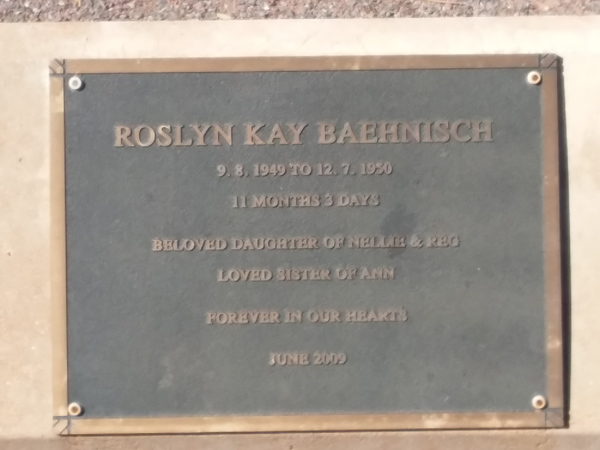 ROSLYN KAY BAEHNISCH
9. 8. 1949 TO 12. 7. 1950
11 MONTHS 3 DAYS
BELOVED DAUGHTER OF NELLIE & REG
LOVED SISTER OF ANN
FOREVER IN OUR HEARTS
JUNE 2009